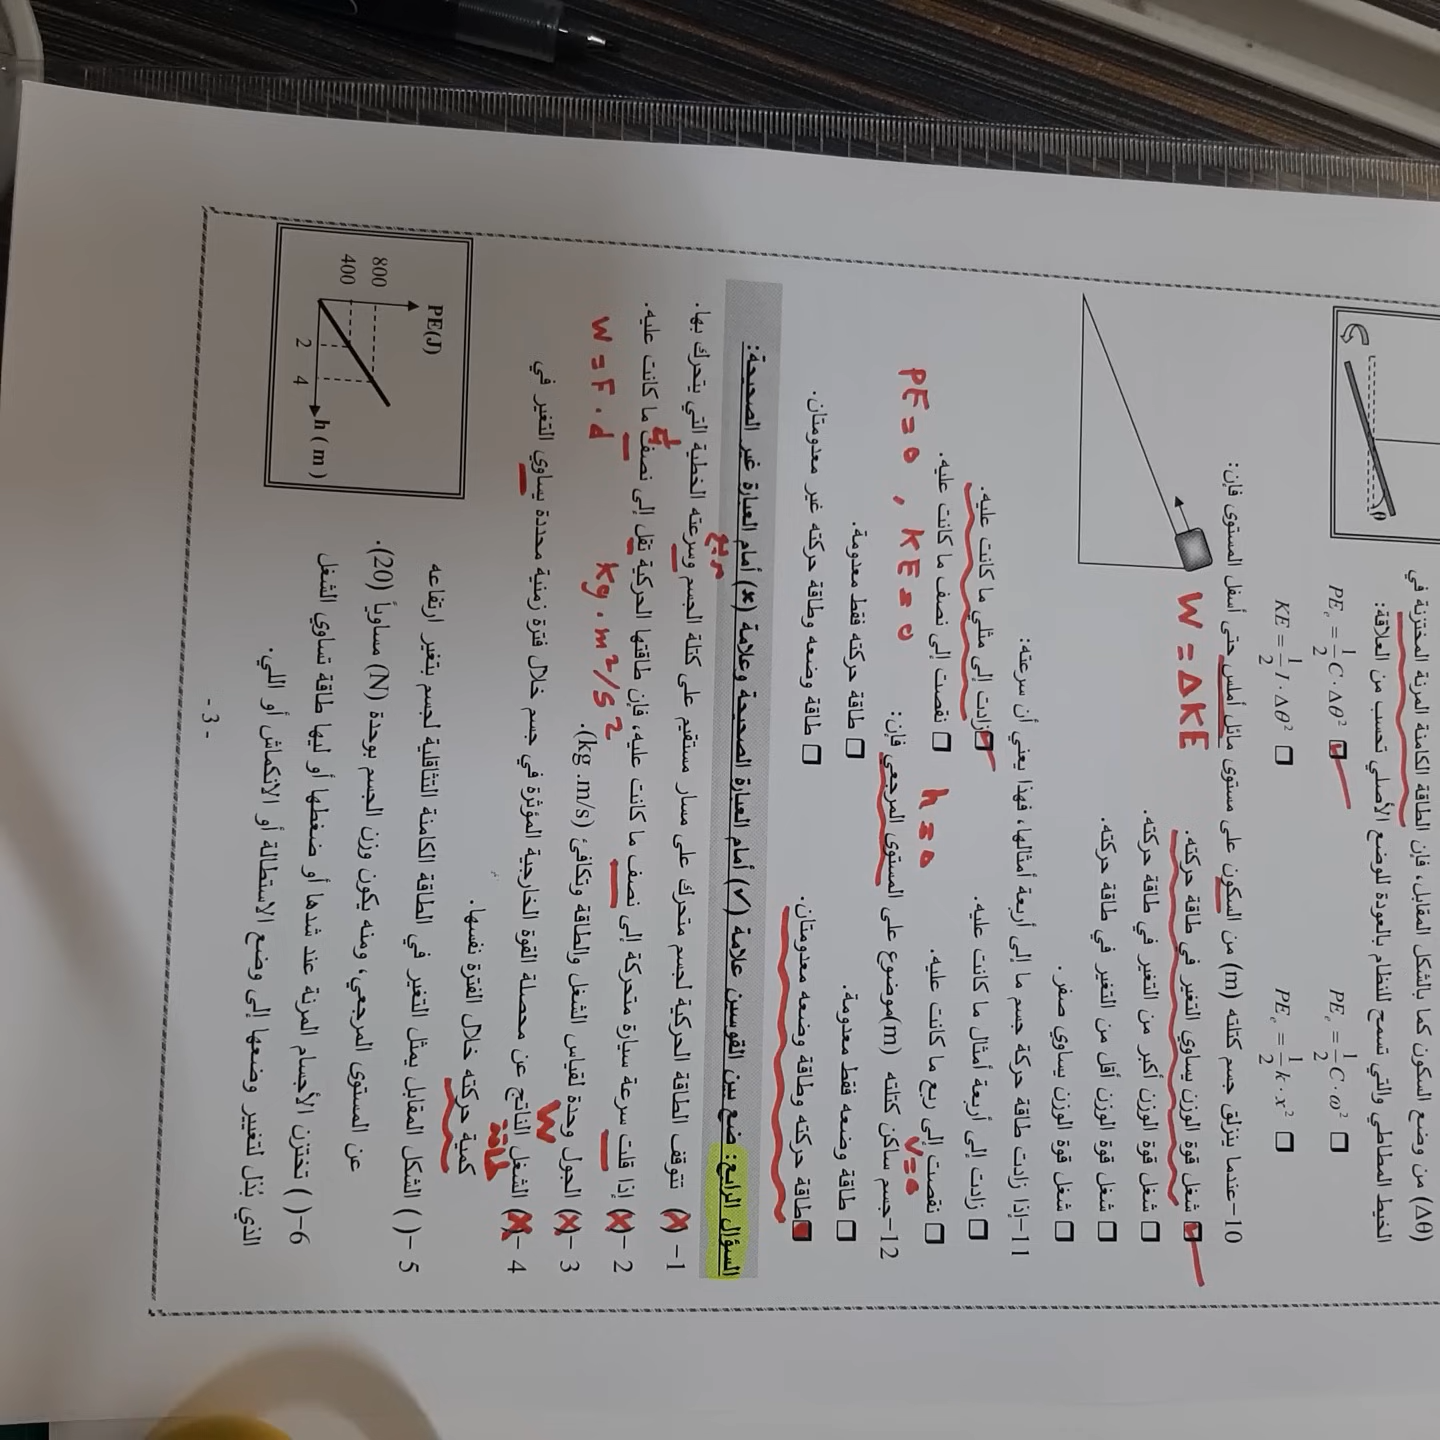 (Δθ) من وضع السكون كما بالشكل المقابل، فإن الطاقة الكامنة المرنة المختزنة في
الخيط المطاطي والتي تسمح للنظام بالعودة للوضع الأصلي تحسب من العلاقة:
θ
□ PEₑ = 1/2 C · ω² □ PEₑ = 1/2 C · Δθ²
□ PEₑ = 1/2 k · x² □ KE = 1/2 I · Δθ²
10-عندما ينزلق جسم كتلته (m) من السكون على مستوى مائل أملس حتى أسفل المستوى فإن:
□ شغل قوة الوزن يساوي التغير في طاقة حركته.
W = ΔKE
□ شغل قوة الوزن أكبر من التغير في طاقة حركته.
□ شغل قوة الوزن أقل من التغير في طاقة حركته.
□ شغل قوة الوزن يساوي صفر .
11-إذا زادت طاقة حركة جسم ما إلى أربعة أمثالها، فهذا يعني أن سرعته:
□ زادت إلى أربعة أمثال ما كانت عليه. □ زادت إلى مثلي ما كانت عليه.
□ نقصت إلى ربع ما كانت عليه. □ نقصت إلى نصف ما كانت عليه.
v=0 h=0 PE=0 , KE=0
12-جسم ساكن كتلته (m)موضوع على المستوى المرجعي فإن:
□ طاقة وضعه فقط معدومة. □ طاقة حركته فقط معدومة.
□ طاقة حركته وطاقة وضعه معدومتان. □ طاقة وضعه وطاقة حركته غير معدومتان.
السؤال الرابع: ضع بين القوسين علامة (✓) أمام العبارة الصحيحة وعلامة (×) أمام العبارة غير الصحيحة:
مربع
1- (X) تتوقف الطاقة الحركية لجسم متحرك على مسار مستقيم على كتلة الجسم وسرعته الخطية التي يتحرك بها.
2 -(X) إذا قلت سرعة سيارة متحركة إلى نصف ما كانت عليه، فإن طاقتها الحركية تقل إلى نصف ما كانت عليه.
kg.m²/s² W=F.d
3 -(X) الجول وحدة لقياس الشغل والطاقة وتكافئ (kg .m/s).
W
4 -(X) الشغل الناتج عن محصلة القوة الخارجية المؤثرة في جسم خلال فترة زمنية محددة يساوي التغير في
طاقة
كمية حركته خلال الفترة نفسها.
5 -( ) الشكل المقابل يمثل التغير في الطاقة الكامنة التثاقلية لجسم بتغير ارتفاعه
عن المستوى المرجعي، ومنه يكون وزن الجسم بوحدة (N) مساوياً (20).
PE(J)
800
400
2 4 h ( m )
6-( ) تختزن الأجسام المرنة عند شدها أو ضغطها أو ليها طاقة تساوي الشغل
الذي بُذل لتغيير وضعها إلى وضع الاستطالة أو الانكماش أو اللي.
- 3 -